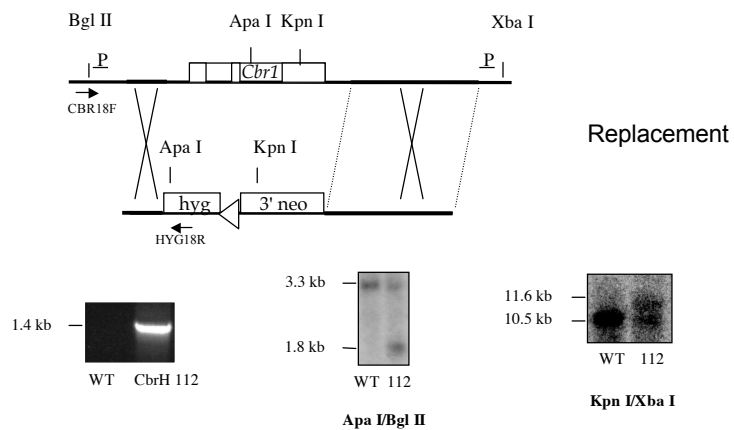 Apa I Kpn I
Bgl II Xba I
P P
Cbr1
CBR18F
Replacement
Apa I Kpn I
hyg 3' neo
HYG18R
3.3 kb
11.6 kb
1.4 kb
10.5 kb
1.8 kb
WT CbrH 112
WT 112
WT 112
Apa I/Bgl II
Kpn I/Xba I